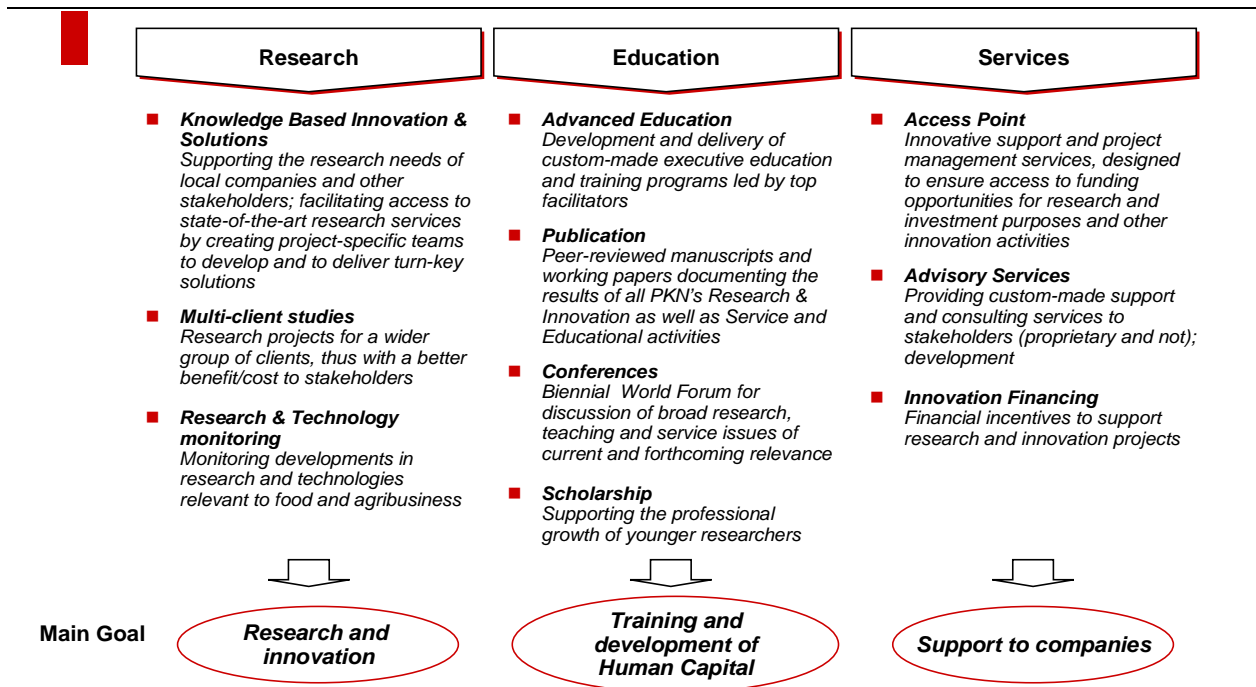 Research
Knowledge Based Innovation &
Solutions
Supporting the research needs of
local companies and other
stakeholders; facilitating access to
state-of-the-art research services
by creating project-specific teams
to develop and to deliver turn-key
solutions
Multi-client studies
Research projects for a wider
group of clients, thus with a better
benefit/cost to stakeholders
Research & Technology
monitoring
Monitoring developments in
research and technologies
relevant to food and agribusiness
Education
Advanced Education
Development and delivery of
custom-made executive education
and training programs led by top
facilitators
Publication
Peer-reviewed manuscripts and
working papers documenting the
results of all PKN's Research &
Innovation as well as Service and
Educational activities
Conferences
Biennial World Forum for
discussion of broad research,
teaching and service issues of
current and forthcoming relevance
Scholarship
Supporting the professional
growth of younger researchers
Services
Access Point
Innovative support and project
management services, designed
to ensure access to funding
opportunities for research and
investment purposes and other
innovation activities
Advisory Services
Providing custom-made support
and consulting services to
stakeholders (proprietary and not);
development
Innovation Financing
Financial incentives to support
research and innovation projects
Main Goal
Research and
innovation
Training and
development of
Human Capital
Support to companies